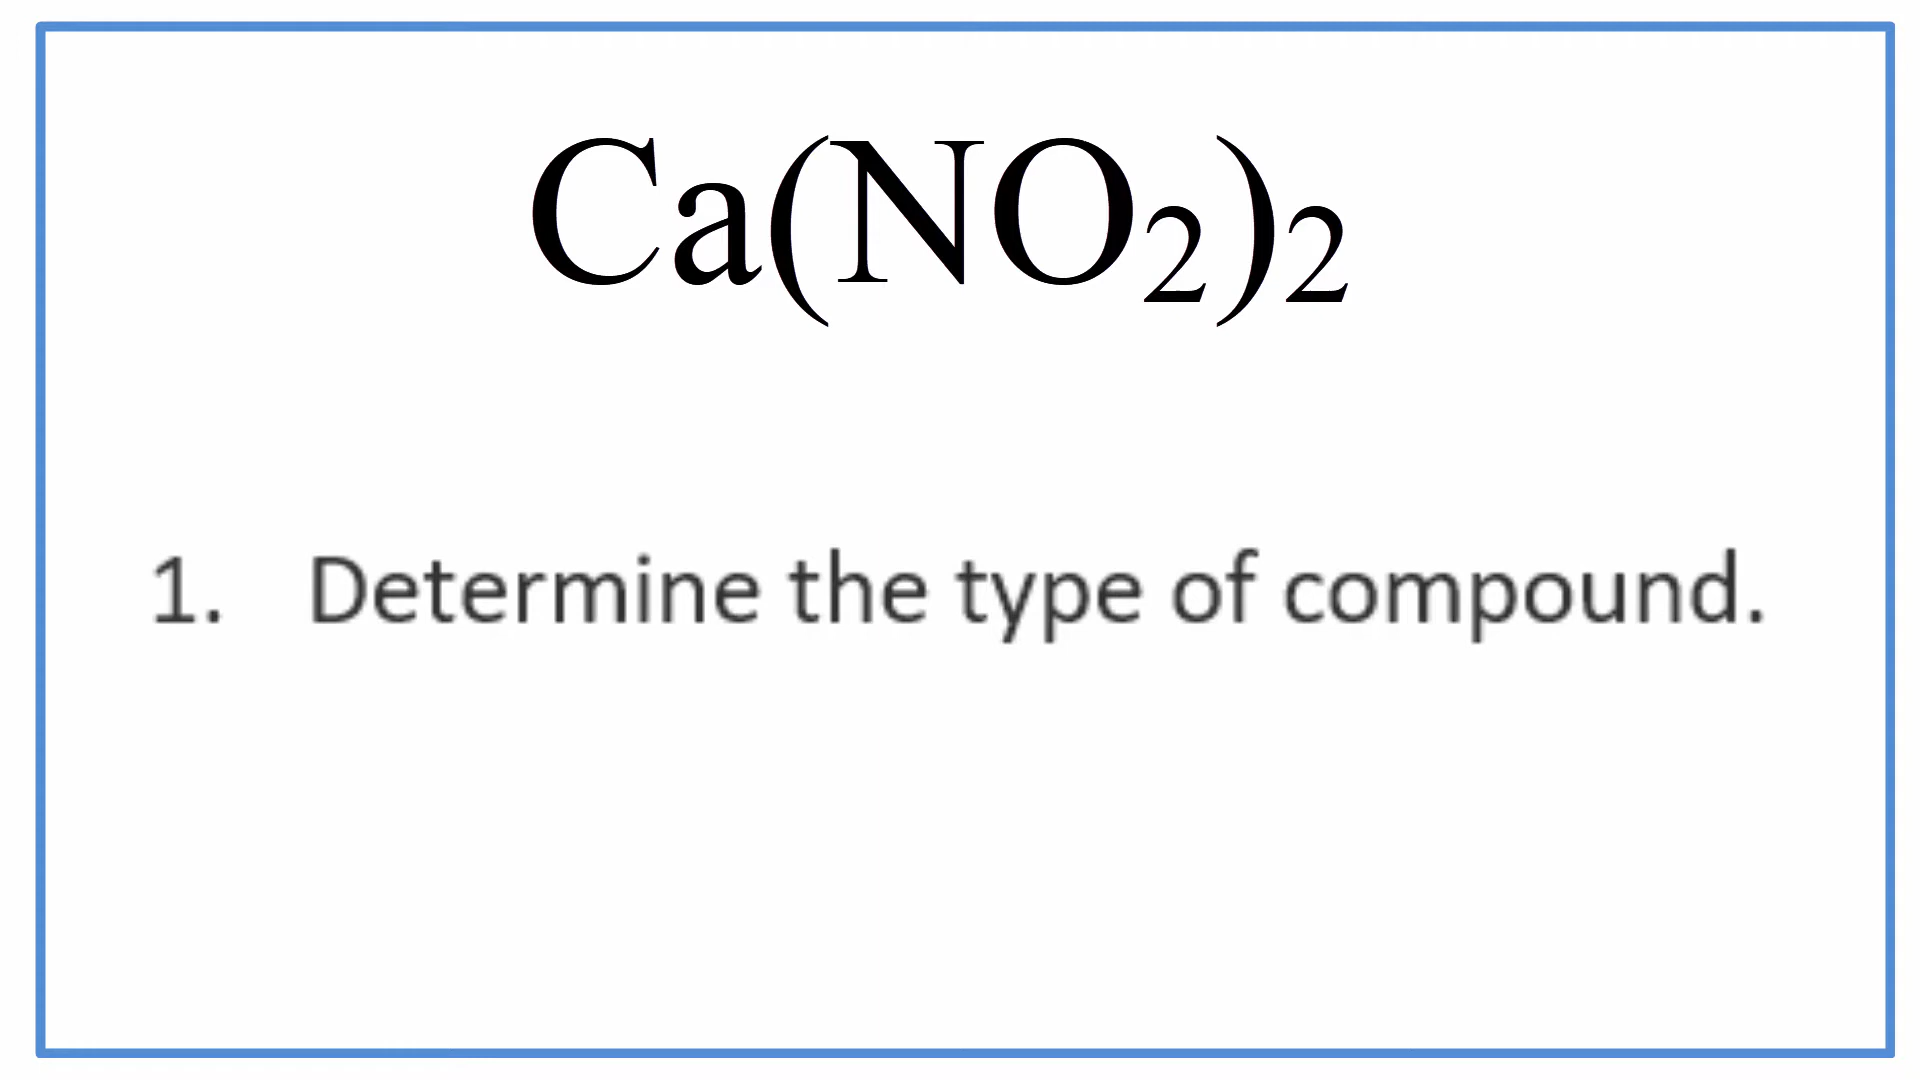 Ca(NO₂)₂
1. Determine the type of compound.